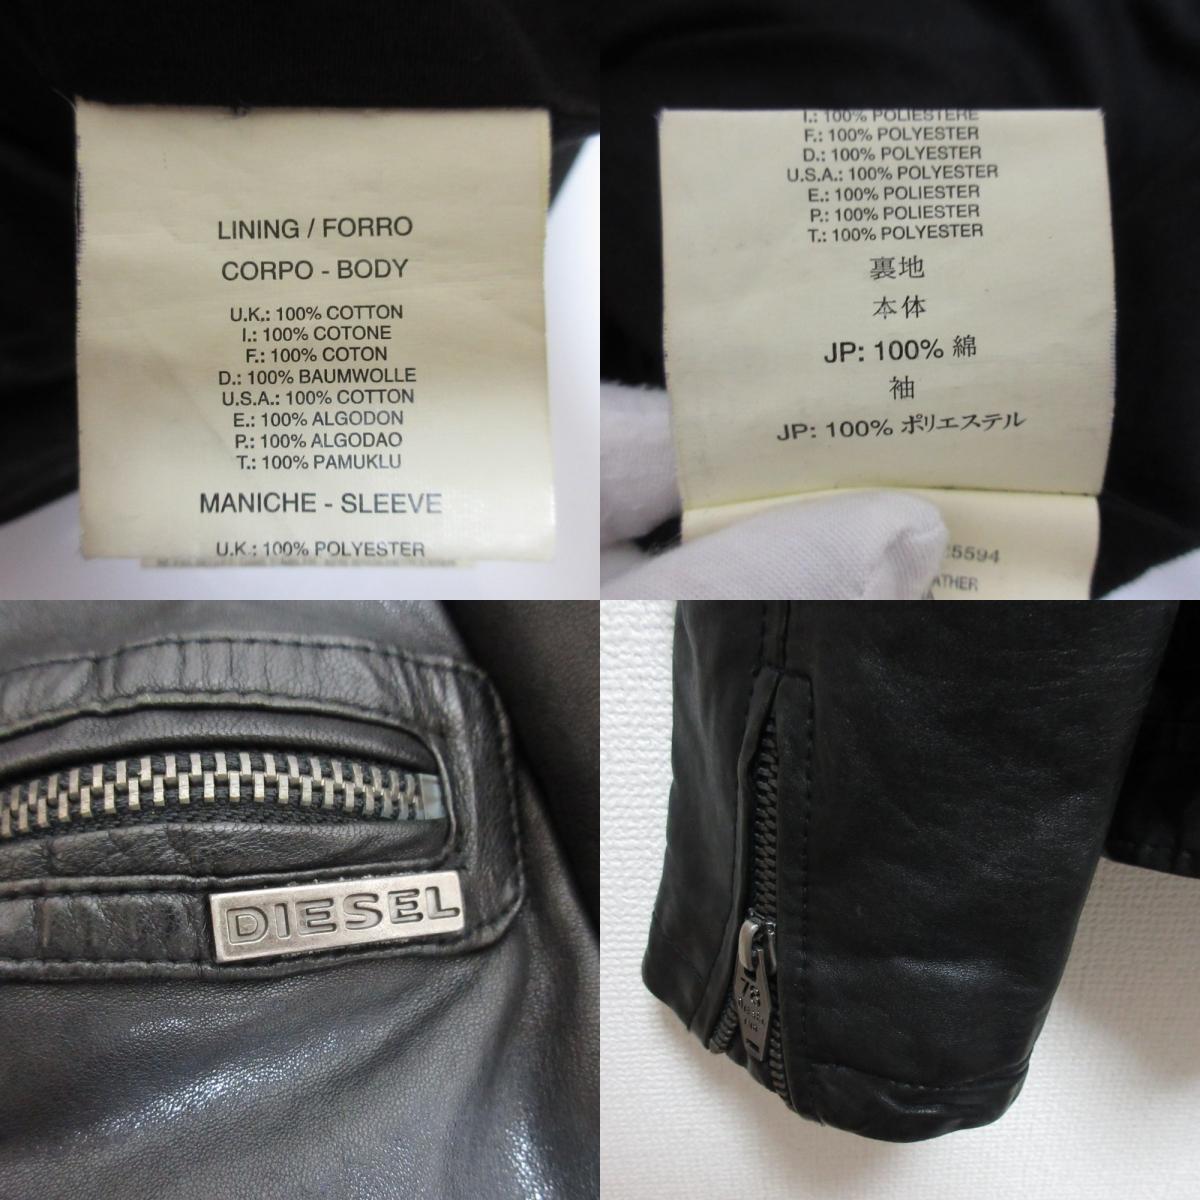 LINING / FORRO
CORPO - BODY
U.K.: 100% COTTON
I.: 100% COTONE
F.: 100% COTON
D.: 100% BAUMWOLLE
U.S.A.: 100% COTTON
E.: 100% ALGODON
P.: 100% ALGODAO
T.: 100% PAMUKLU
MANICHE - SLEEVE
U.K.: 100% POLYESTER
I.: 100% POLIESTERE
F.: 100% POLYESTER
D.: 100% POLYESTER
U.S.A.: 100% POLYESTER
E.: 100% POLIESTER
P.: 100% POLIESTER
T.: 100% POLYESTER
裏地
本体
JP: 100% 綿
袖
JP: 100% ポリエステル
5594
ATHER
DIESEL